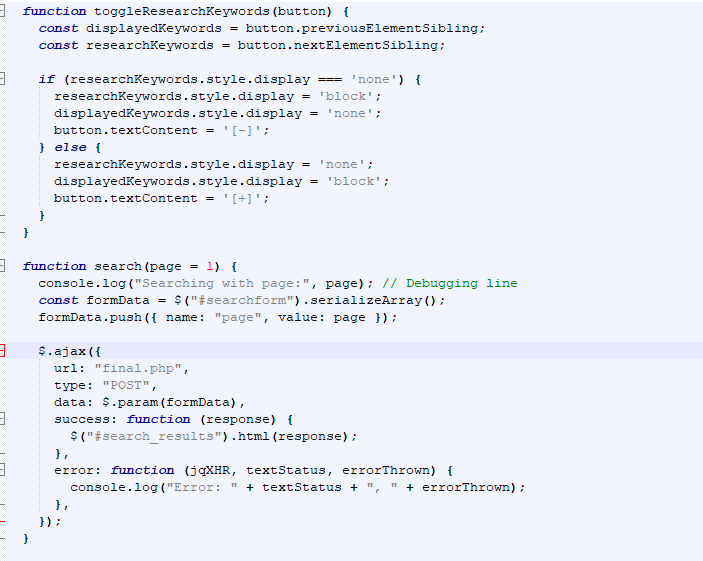 function toggleResearchKeywords(button) {
  const displayedKeywords = button.previousElementSibling;
  const researchKeywords = button.nextElementSibling;

  if (researchKeywords.style.display === 'none') {
    researchKeywords.style.display = 'block';
    displayedKeywords.style.display = 'none';
    button.textContent = '[-]';
  } else {
    researchKeywords.style.display = 'none';
    displayedKeywords.style.display = 'block';
    button.textContent = '[+]';
  }
}

function search(page = 1) {
  console.log("Searching with page:", page); // Debugging line
  const formData = $("#searchform").serializeArray();
  formData.push({ name: "page", value: page });

  $.ajax({
    url: "final.php",
    type: "POST",
    data: $.param(formData),
    success: function (response) {
      $("#search_results").html(response);
    },
    error: function (jqXHR, textStatus, errorThrown) {
      console.log("Error: " + textStatus + ", " + errorThrown);
    },
  });
}